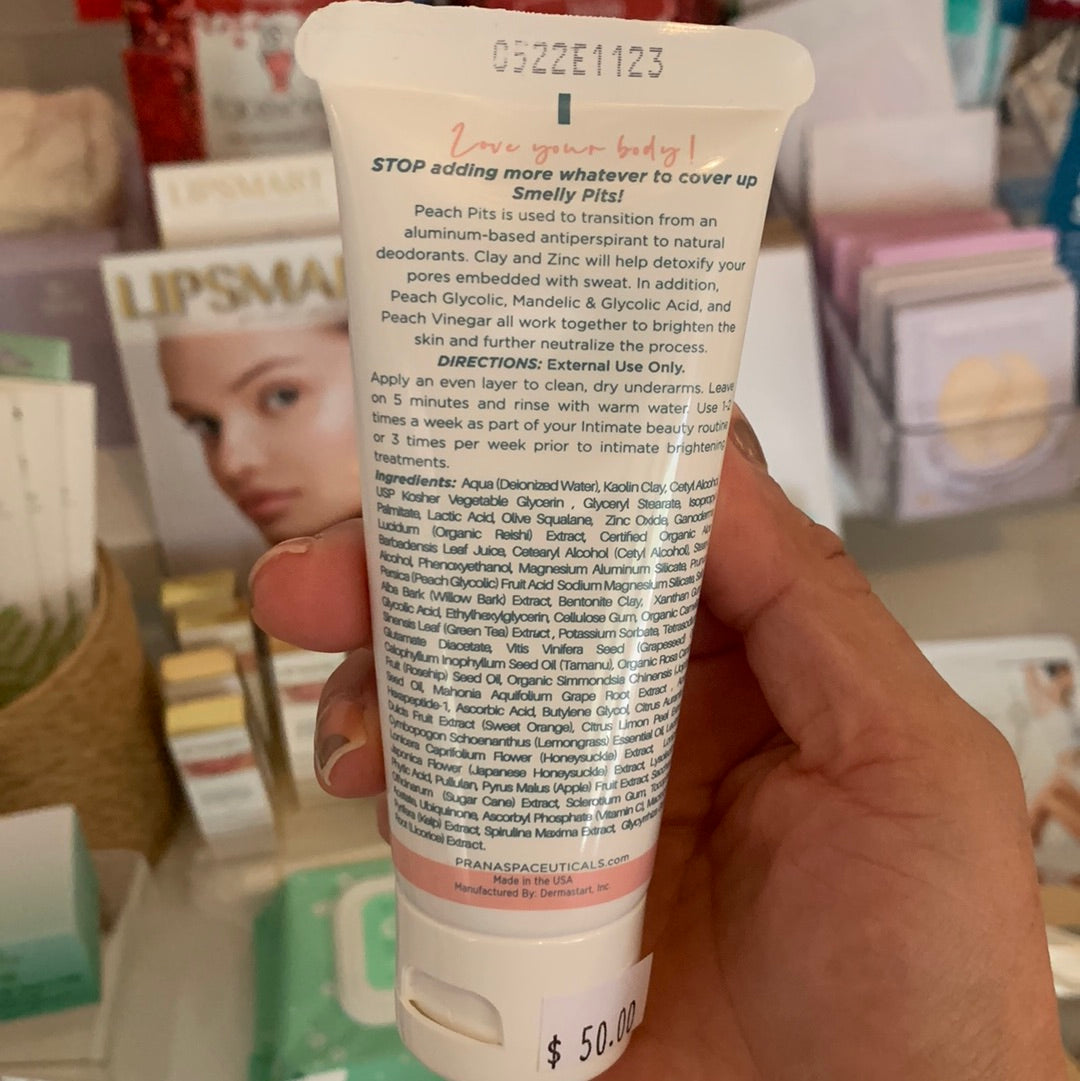 0522E1123
Love your body!
STOP adding more whatever to cover up
Smelly Pits!
Peach Pits is used to transition from an
aluminum-based antiperspirant to natural
deodorants. Clay and Zinc will help detoxify your
pores embedded with sweat. In addition,
Peach Glycolic, Mandelic & Glycolic Acid, and
Peach Vinegar all work together to brighten the
skin and further neutralize the process.
DIRECTIONS: External Use Only.
Apply an even layer to clean, dry underarms. Leave
on 5 minutes and rinse with warm water. Use 1-2
times a week as part of your Intimate beauty routine
or 3 times per week prior to intimate brightening
treatments.
Ingredients: Aqua (Deionized Water), Kaolin Clay, Cetyl
USP Kosher Vegetable Glycerin , Glyceryl Stearate,
Palmitate, Lactic Acid, Olive Squalane, Zinc Oxide,
Lucidum (Organic Reishi) Extract, Certified Organic
Barbadensis Leaf Juice, Cetearyl Alcohol (Cetyl Alcohol),
Alcohol, Phenoxyethanol, Magnesium Aluminum Silicate,
Persica (Peach Glycolic) Fruit Acid Sodium Magnesium Silicate,
Alba Bark (Willow Bark) Extract, Bentonite Clay, Xanthan
Glycolic Acid, Ethylhexylglycerin, Cellulose Gum, Organic
Sinensis Leaf (Green Tea) Extract, Potassium Sorbate,
Glutamate Diacetate, Vitis Vinifera Seed (Grapeseed)
Calophyllum Inophyllum Seed Oil (Tamanu), Organic Rosa
Fruit (Rosehip) Seed Oil, Organic Simmondsia Chinensis
Seed Oil, Mahonia Aquifolium Grape Root Extract ,
Hexapeptide-1, Ascorbic Acid, Butylene Glycol, Citrus
Dulcis Fruit Extract (Sweet Orange), Citrus Limon Peel
Cymbopogon Schoenanthus (Lemongrass) Essential Oil,
Lonicera Caprifolium Flower (Honeysuckle) Extract,
Japonica Flower (Japanese Honeysuckle) Extract,
Phytic Acid, Pullulan, Pyrus Malus (Apple) Fruit Extract,
Officinarum (Sugar Cane) Extract, Sclerotium Gum,
Acetate, Ubiquinone, Ascorbyl Phosphate (Vitamin C),
Pyrifera (Kelp) Extract, Spirulina Maxima Extract,
Root (Licorice) Extract.
PRANASPACEUTICALS.com
Made in the USA
Manufactured By: Dermastart, Inc.
$ 50.00
LIPSMART
LIPSMA